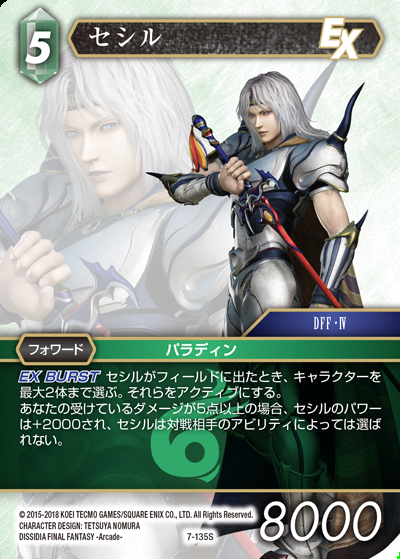 5
セシル
EX
DFF・Ⅳ
フォワード
パラディン
EX BURST セシルがフィールドに出たとき、キャラクターを
最大2体まで選ぶ。それらをアクティブにする。
あなたの受けているダメージが5点以上の場合、セシルのパワー
は+2000され、セシルは対戦相手のアビリティによっては選ば
れない。
6
© 2015-2018 KOEI TECMO GAMES/SQUARE ENIX CO., LTD. All Rights Reserved.
CHARACTER DESIGN: TETSUYA NOMURA
DISSIDIA FINAL FANTASY -Arcade-
7-135S
8000